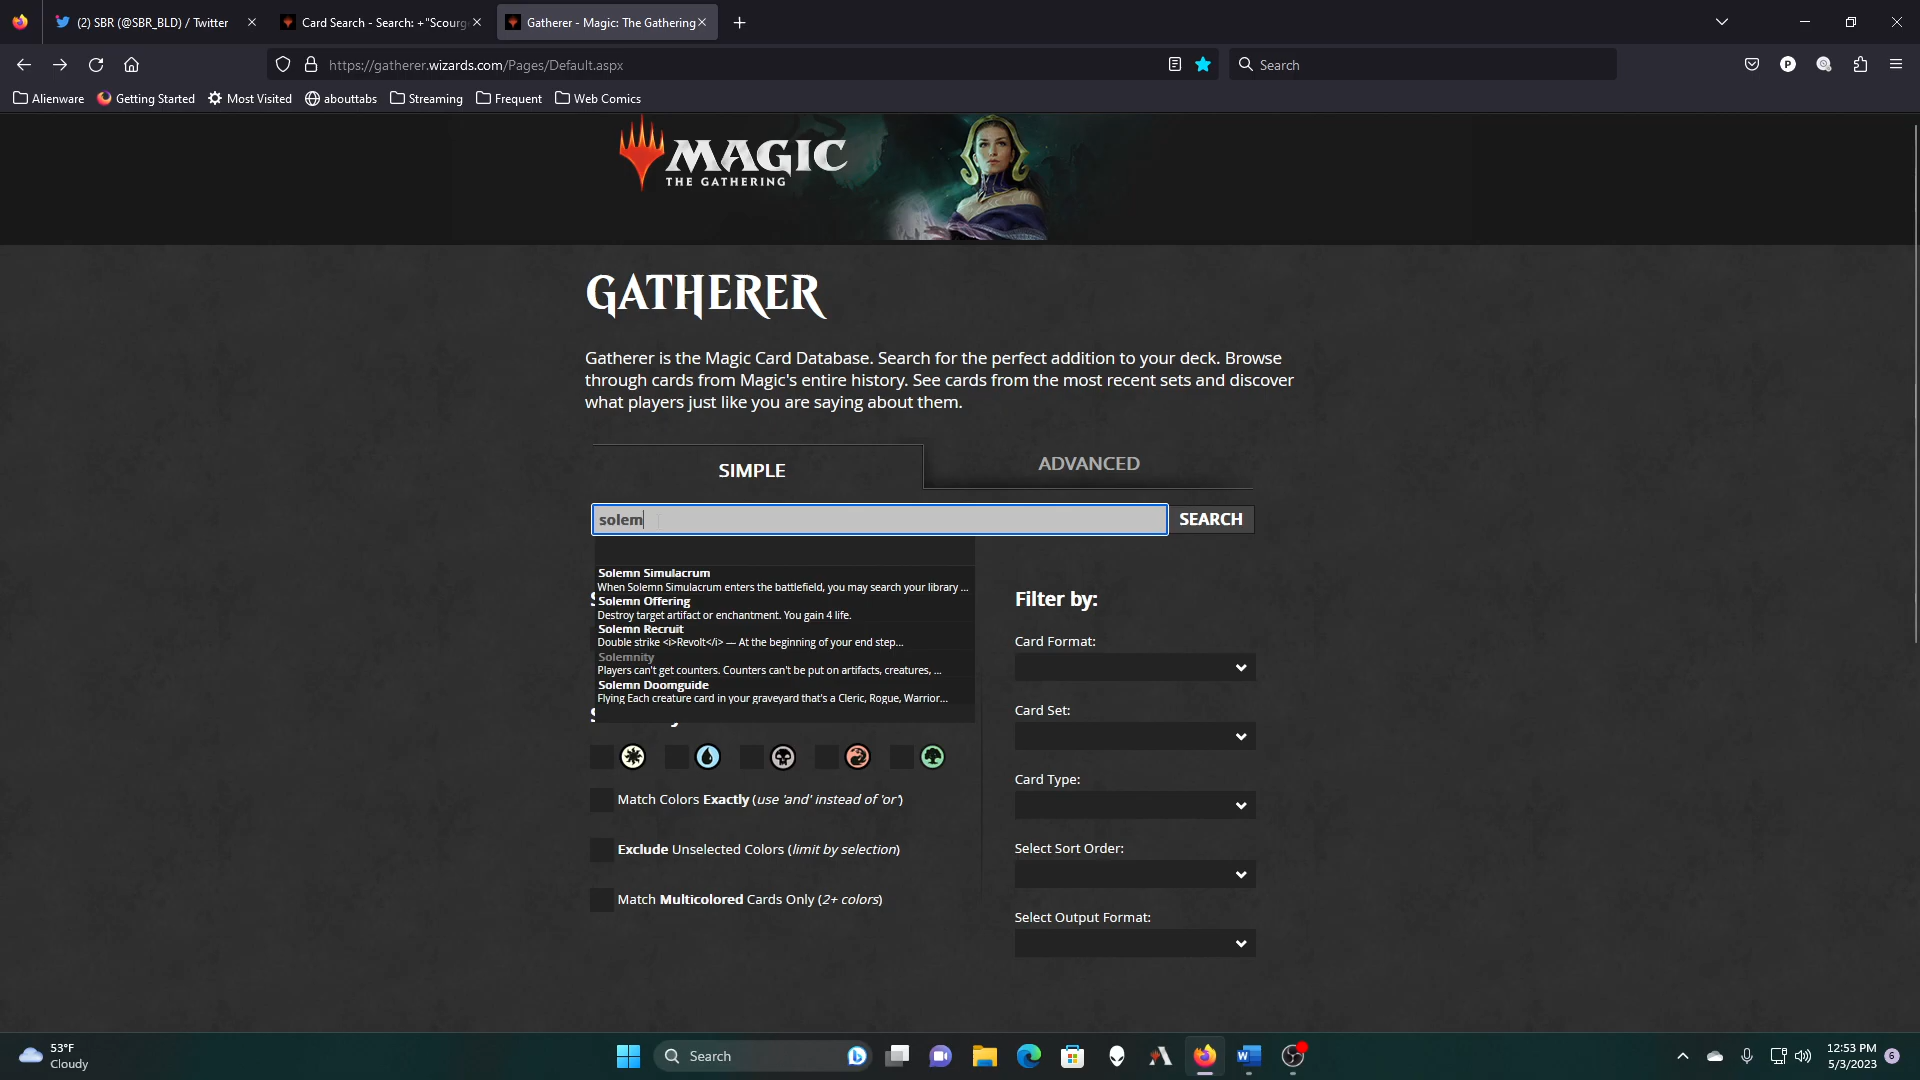 (2) SBR (@SBR_BLD) / Twitter
Card Search - Search: +"Scourg
Gatherer - Magic: The Gathering
https://gatherer.wizards.com/Pages/Default.aspx
Search
Alienware
Getting Started
Most Visited
abouttabs
Streaming
Frequent
Web Comics
MAGIC
THE GATHERING
GATHERER
Gatherer is the Magic Card Database. Search for the perfect addition to your deck. Browse
through cards from Magic's entire history. See cards from the most recent sets and discover
what players just like you are saying about them.
SIMPLE
ADVANCED
solem
SEARCH
Solemn Simulacrum
When Solemn Simulacrum enters the battlefield, you may search your library ...
Solemn Offering
Destroy target artifact or enchantment. You gain 4 life.
Solemn Recruit
Double strike <i>Revolt</i> — At the beginning of your end step...
Solemnity
Players can't get counters. Counters can't be put on artifacts, creatures, ...
Solemn Doomguide
Flying Each creature card in your graveyard that's a Cleric, Rogue, Warrior...
Match Colors Exactly (use 'and' instead of 'or')
Exclude Unselected Colors (limit by selection)
Match Multicolored Cards Only (2+ colors)
Filter by:
Card Format:
Card Set:
Card Type:
Select Sort Order:
Select Output Format:
53°F
Cloudy
Search
12:53 PM
5/3/2023
6